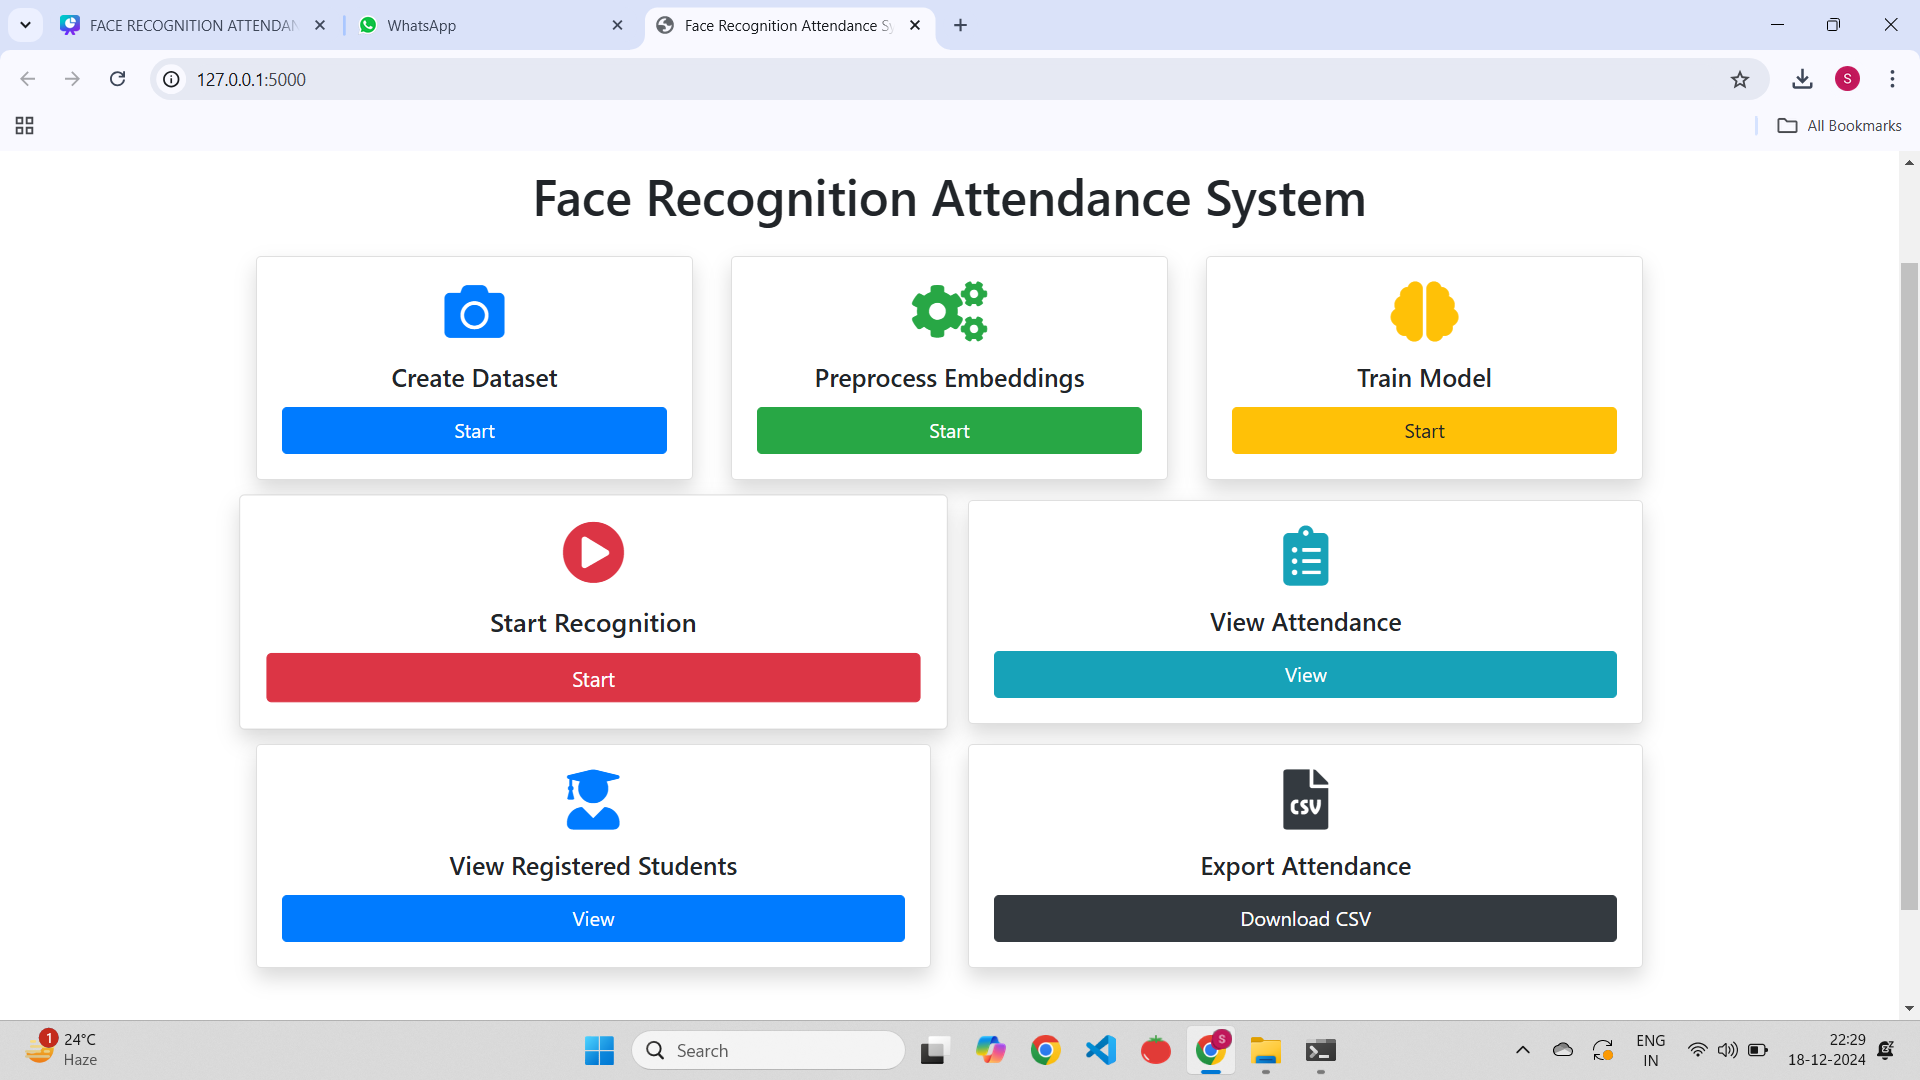 FACE RECOGNITION ATTENDAN
WhatsApp
Face Recognition Attendance Sy
127.0.0.1:5000
S
All Bookmarks
Face Recognition Attendance System
Create Dataset
Start
Preprocess Embeddings
Start
Train Model
Start
Start Recognition
Start
View Attendance
View
View Registered Students
View
CSV
Export Attendance
Download CSV
1
24°C
Haze
Search
S
ENG
IN
22:29
18-12-2024